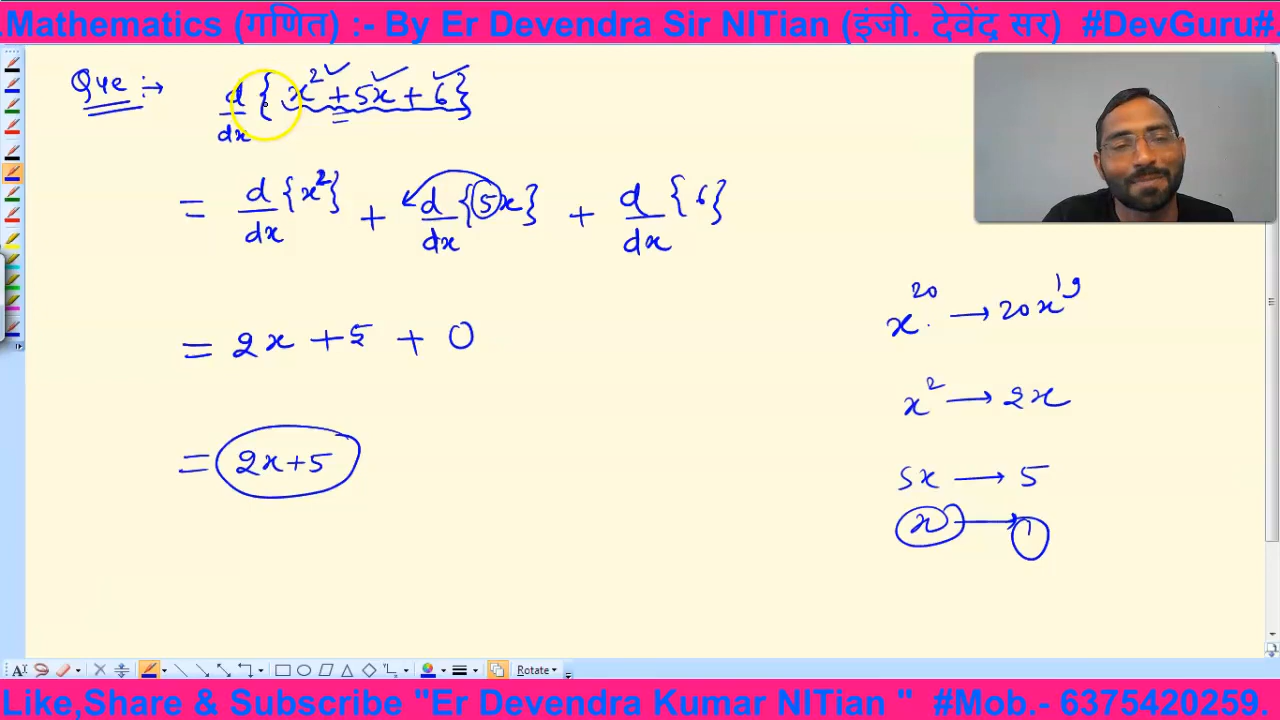 .Mathematics (गणित) :- By Er Devendra Sir NITian (इंजी. देवेंद्र सर) #DevGuru#.
Que :→ d/dx {x² + 5x + 6}
= d/dx {x²} + d/dx {5x} + d/dx {6}
= 2x + 5 + 0
= 2x+5
x²⁰ → 20x¹⁹
x² → 2x
5x → 5
x → 1
Rotate
Like,Share & Subscribe "Er Devendra Kumar NITian " #Mob.- 6375420259.